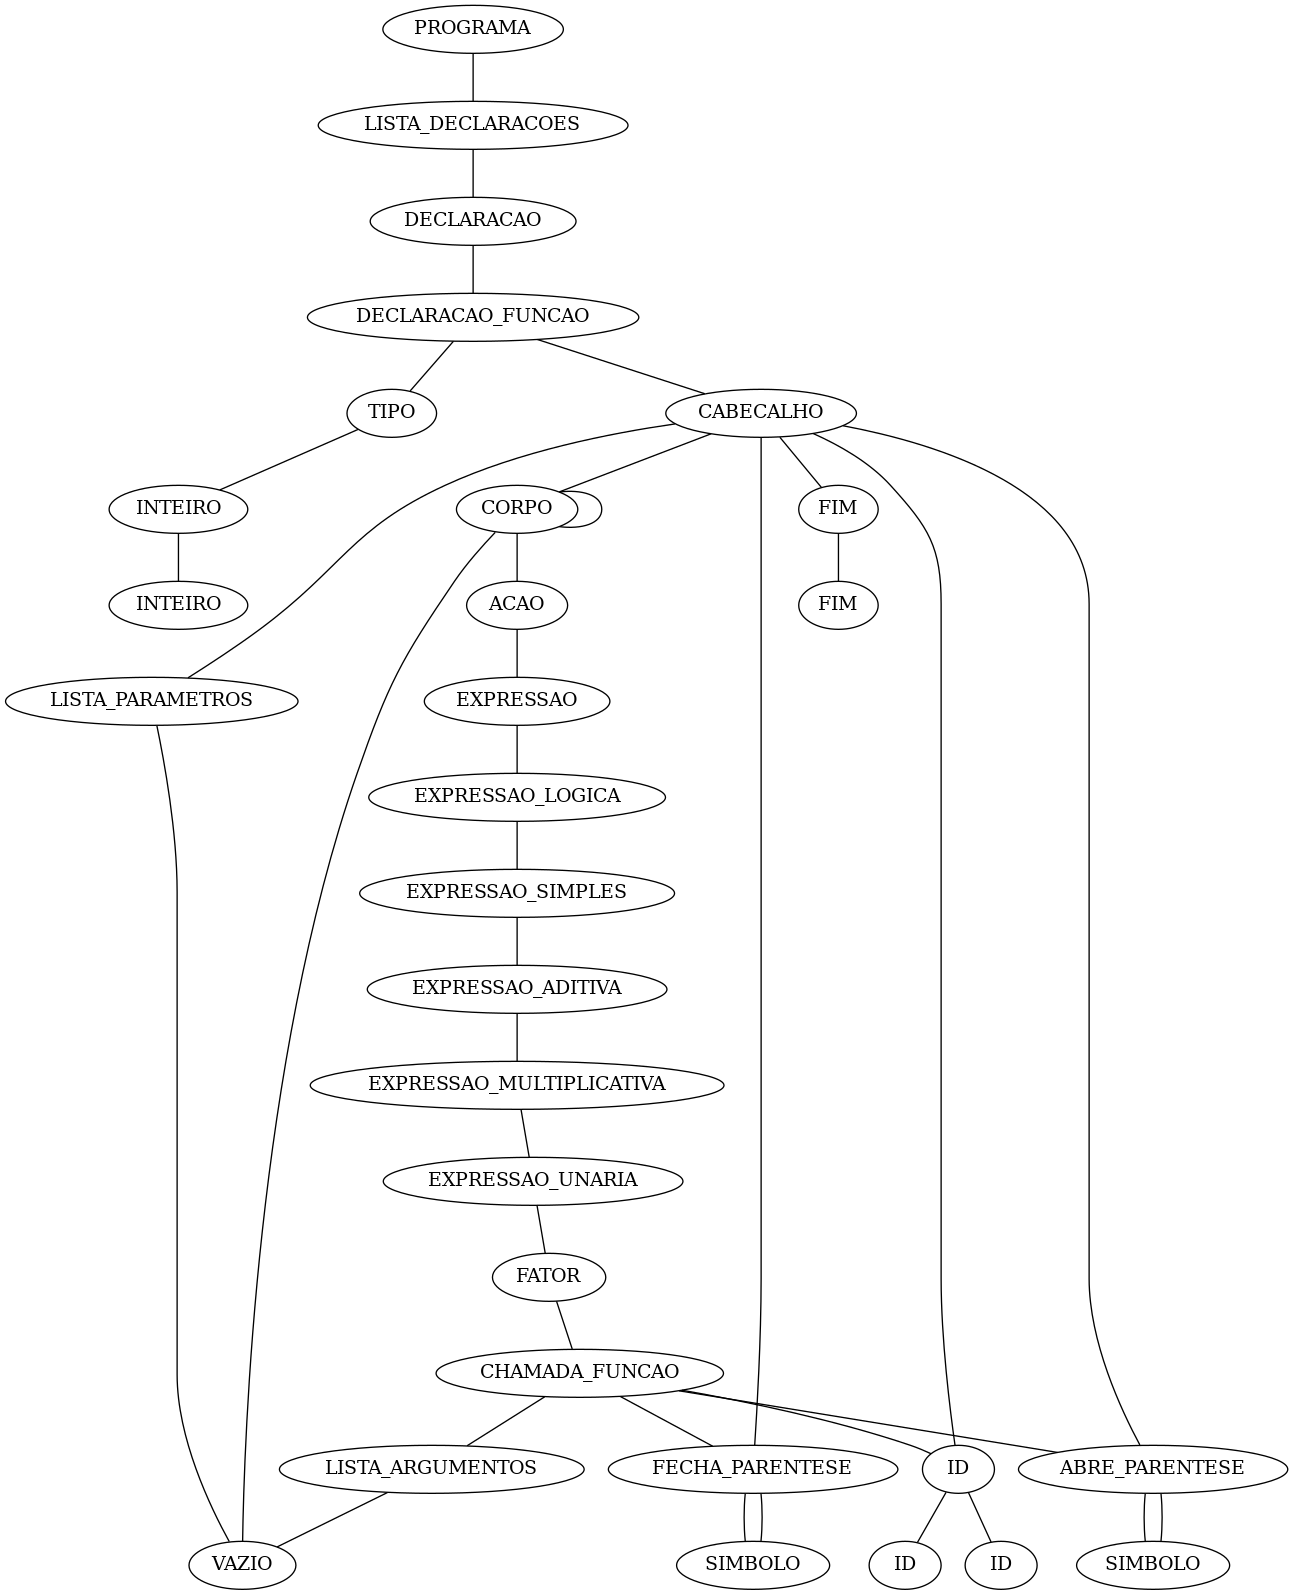 PROGRAMA
LISTA_DECLARACOES
DECLARACAO
DECLARACAO_FUNCAO
TIPO
CABECALHO
INTEIRO
CORPO
FIM
INTEIRO
ACAO
FIM
LISTA_PARAMETROS
EXPRESSAO
EXPRESSAO_LOGICA
EXPRESSAO_SIMPLES
EXPRESSAO_ADITIVA
EXPRESSAO_MULTIPLICATIVA
EXPRESSAO_UNARIA
FATOR
CHAMADA_FUNCAO
LISTA_ARGUMENTOS
FECHA_PARENTESE
ID
ABRE_PARENTESE
VAZIO
SIMBOLO
ID
ID
SIMBOLO